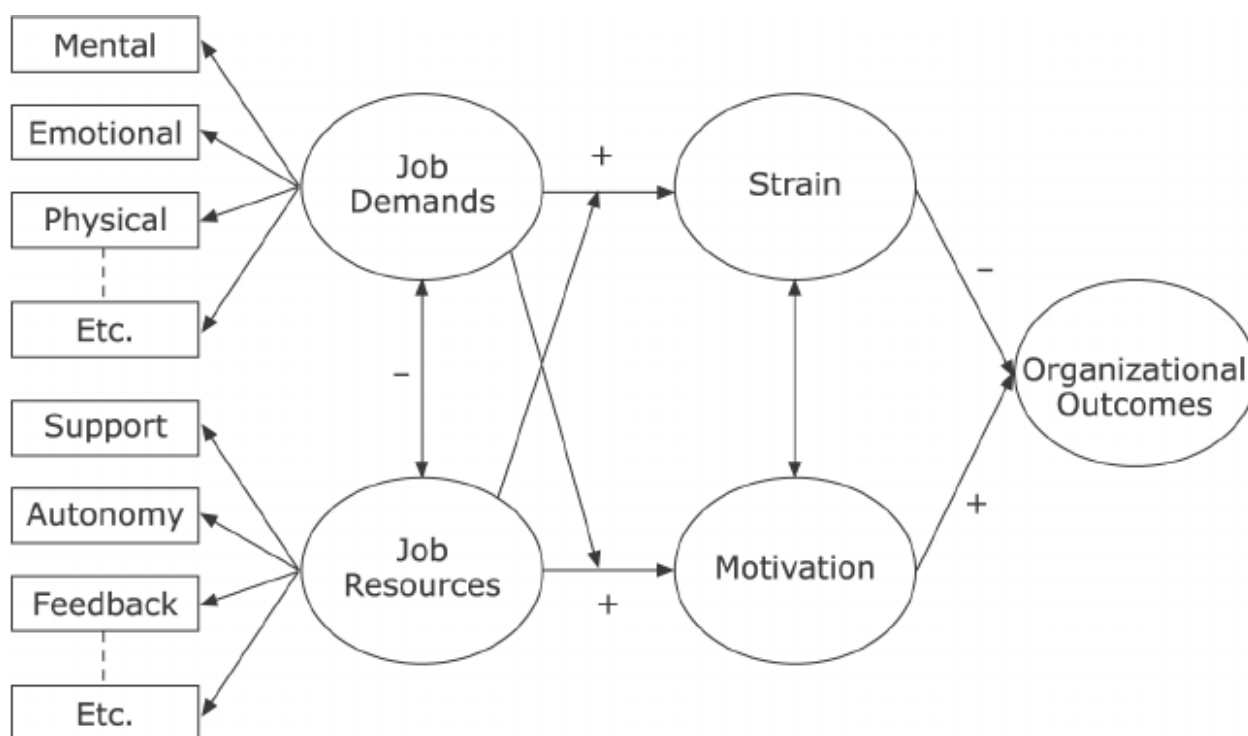 Mental
Emotional
Physical
Etc.
Support
Autonomy
Feedback
Etc.
Job
Demands
Job
Resources
+
–
+
Strain
Motivation
–
+
Organizational
Outcomes